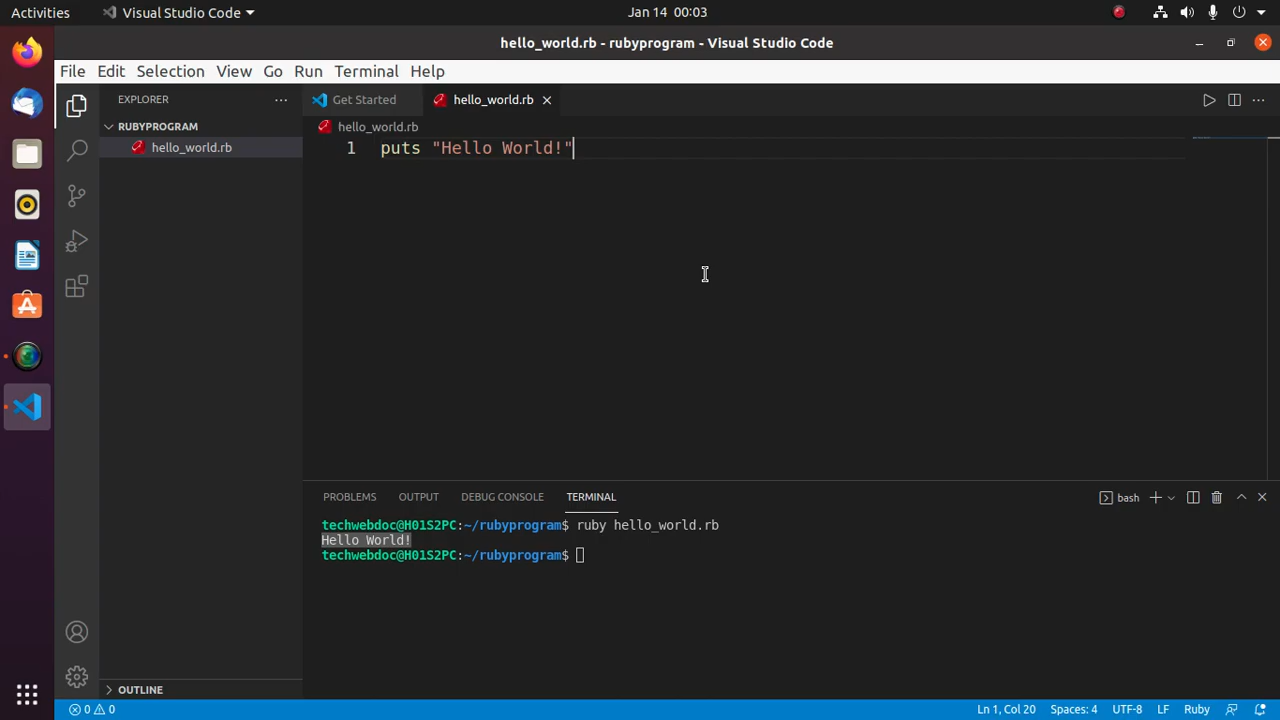 Activities Visual Studio Code Jan 14 00:03
hello_world.rb - rubyprogram - Visual Studio Code
File Edit Selection View Go Run Terminal Help
EXPLORER
RUBYPROGRAM
hello_world.rb
OUTLINE
Get Started hello_world.rb
hello_world.rb
1 puts "Hello World!"
PROBLEMS OUTPUT DEBUG CONSOLE TERMINAL bash
techwebdoc@H01S2PC:~/rubyprogram$ ruby hello_world.rb
Hello World!
techwebdoc@H01S2PC:~/rubyprogram$
0 0 Ln 1, Col 20 Spaces: 4 UTF-8 LF Ruby